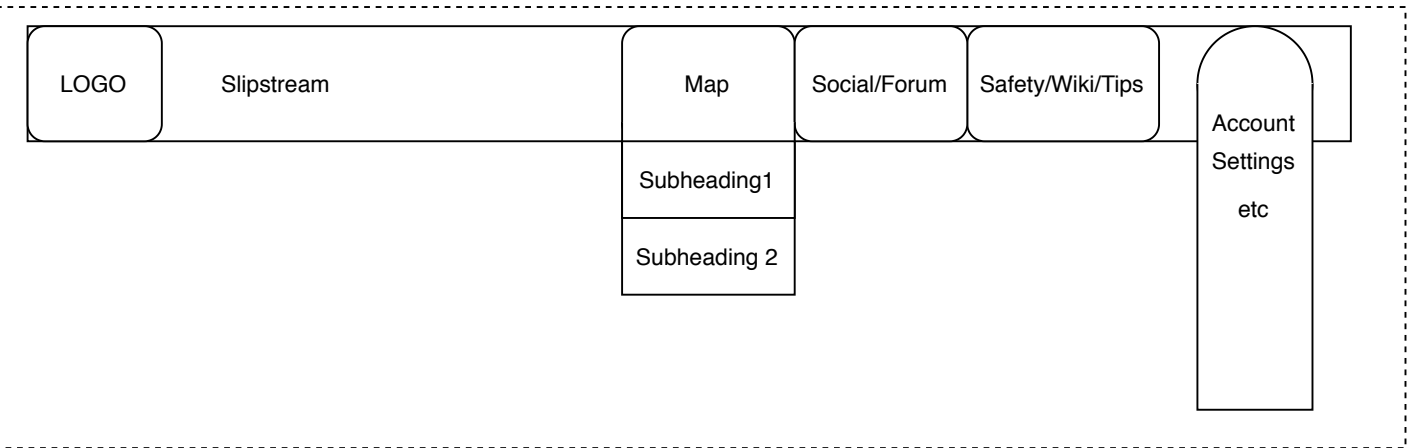 LOGO
Slipstream
Map
Social/Forum
Safety/Wiki/Tips
Account
Settings
etc
Subheading1
Subheading 2